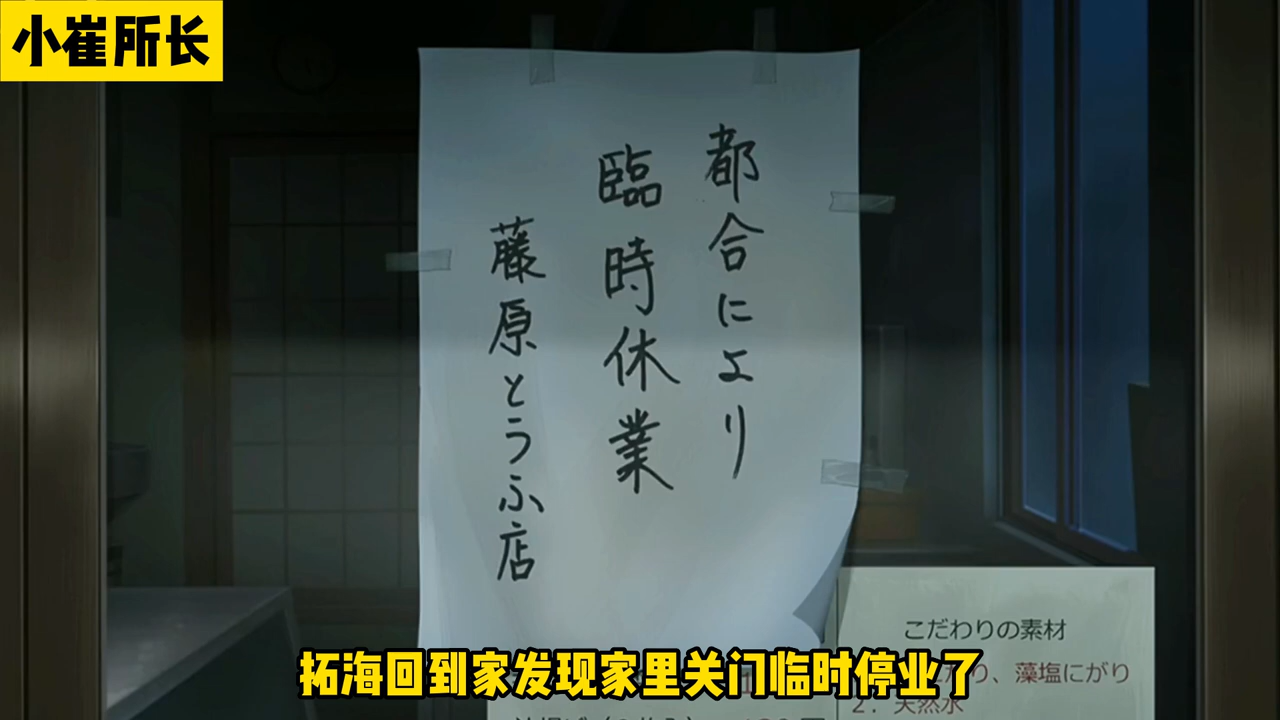 小崔所长
都合により
臨時休業
藤原とうふ店
こだわりの素材
り、藻塩にがり
2. 天然水
拓海回到家发现家里关门临时停业了